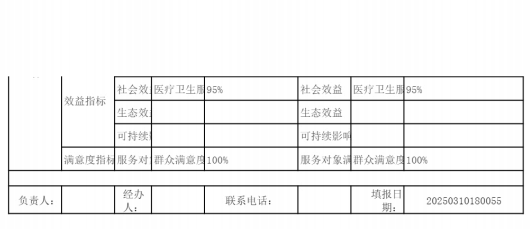 社会效 医疗卫生服 95% 社会效益 医疗卫生服 95%
效益指标
生态效 生态效益
可持续 可持续影响
满意度指标 服务对 群众满意度 100% 服务对象满 群众满意度 100%
负责人： 经办人： 联系电话： 填报日期： 20250310180055